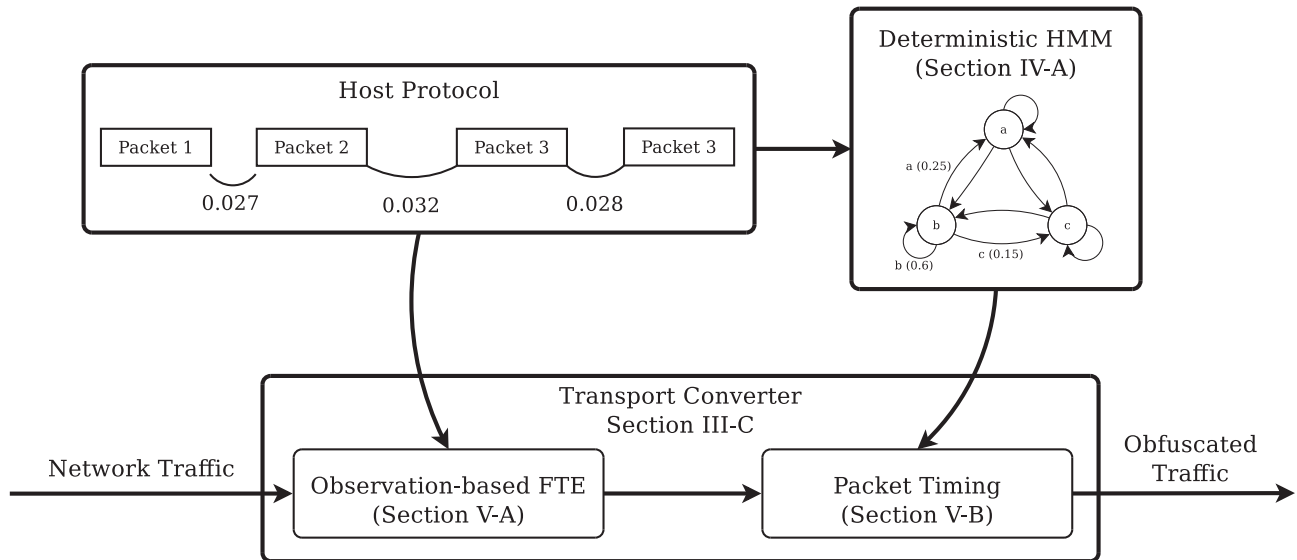 Host Protocol
Packet 1
Packet 2
Packet 3
Packet 3
0.027
0.032
0.028
Deterministic HMM
(Section IV-A)
a
a (0.25)
b
c
b (0.6)
c (0.15)
Transport Converter
Section III-C
Network Traffic
Observation-based FTE
(Section V-A)
Packet Timing
(Section V-B)
Obfuscated
Traffic